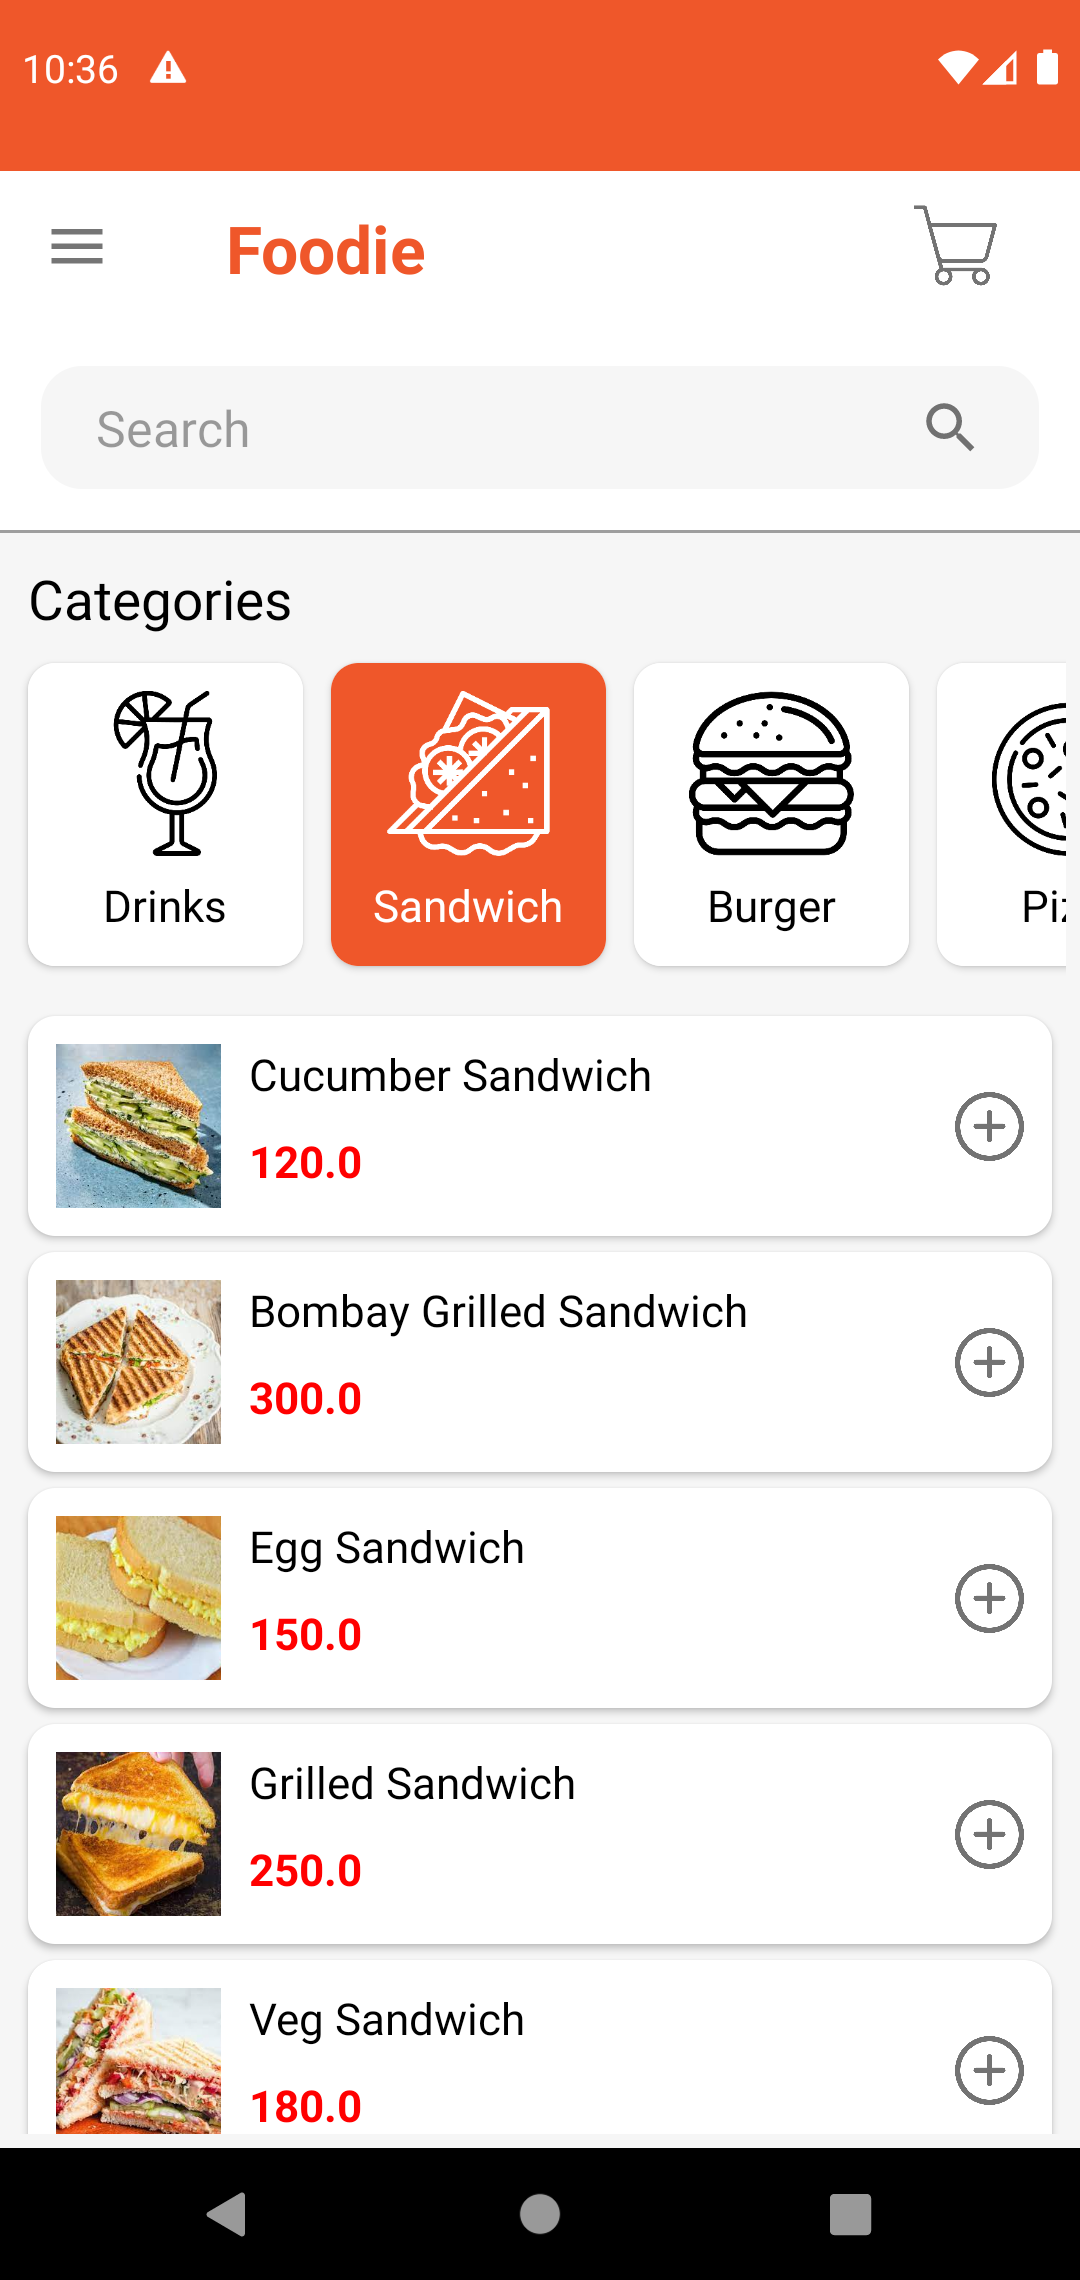 10:36
Foodie
Search
Categories
Drinks
Sandwich
Burger
Piz
Cucumber Sandwich
120.0
Bombay Grilled Sandwich
300.0
Egg Sandwich
150.0
Grilled Sandwich
250.0
Veg Sandwich
180.0